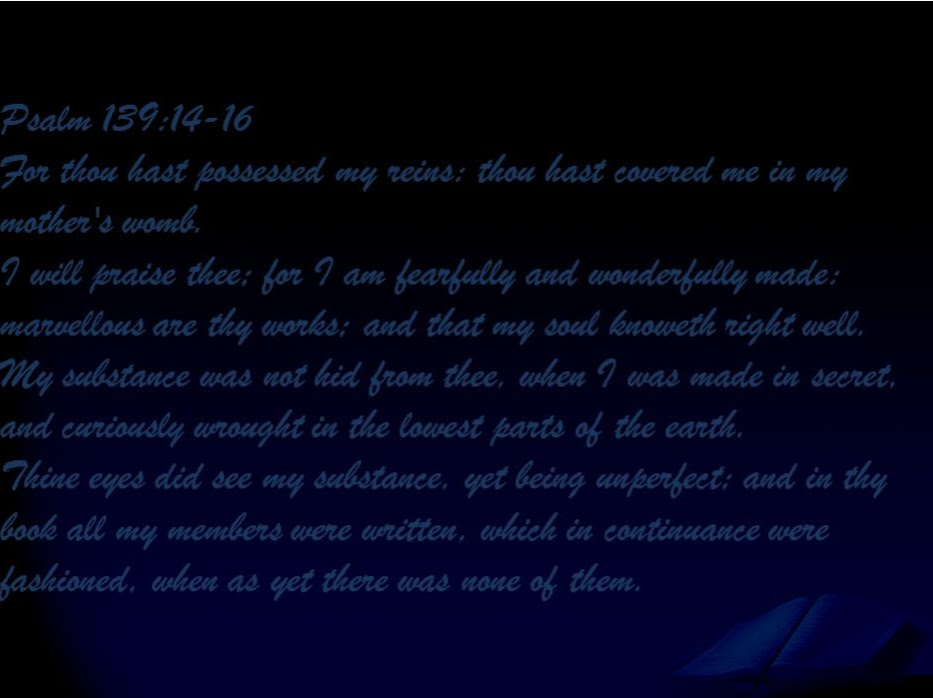 Psalm 139:14-16
For thou hast possessed my reins: thou hast covered me in my
mother's womb.
I will praise thee; for I am fearfully and wonderfully made:
marvellous are thy works; and that my soul knoweth right well.
My substance was not hid from thee, when I was made in secret,
and curiously wrought in the lowest parts of the earth.
Thine eyes did see my substance, yet being unperfect; and in thy
book all my members were written, which in continuance were
fashioned, when as yet there was none of them.